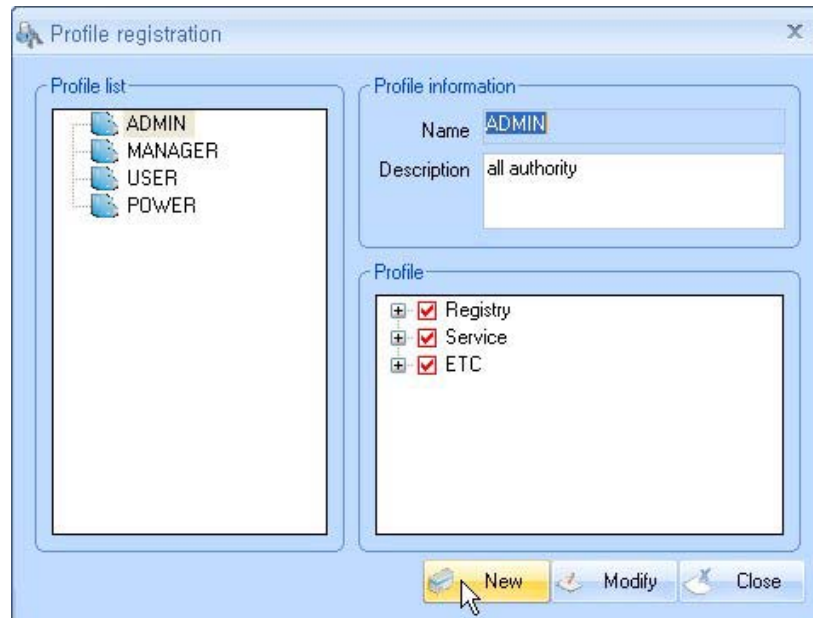 Profile registration
Profile list
ADMIN
MANAGER
USER
POWER
Profile information
Name ADMIN
Description all authority
Profile
Registry
Service
ETC
New Modify Close